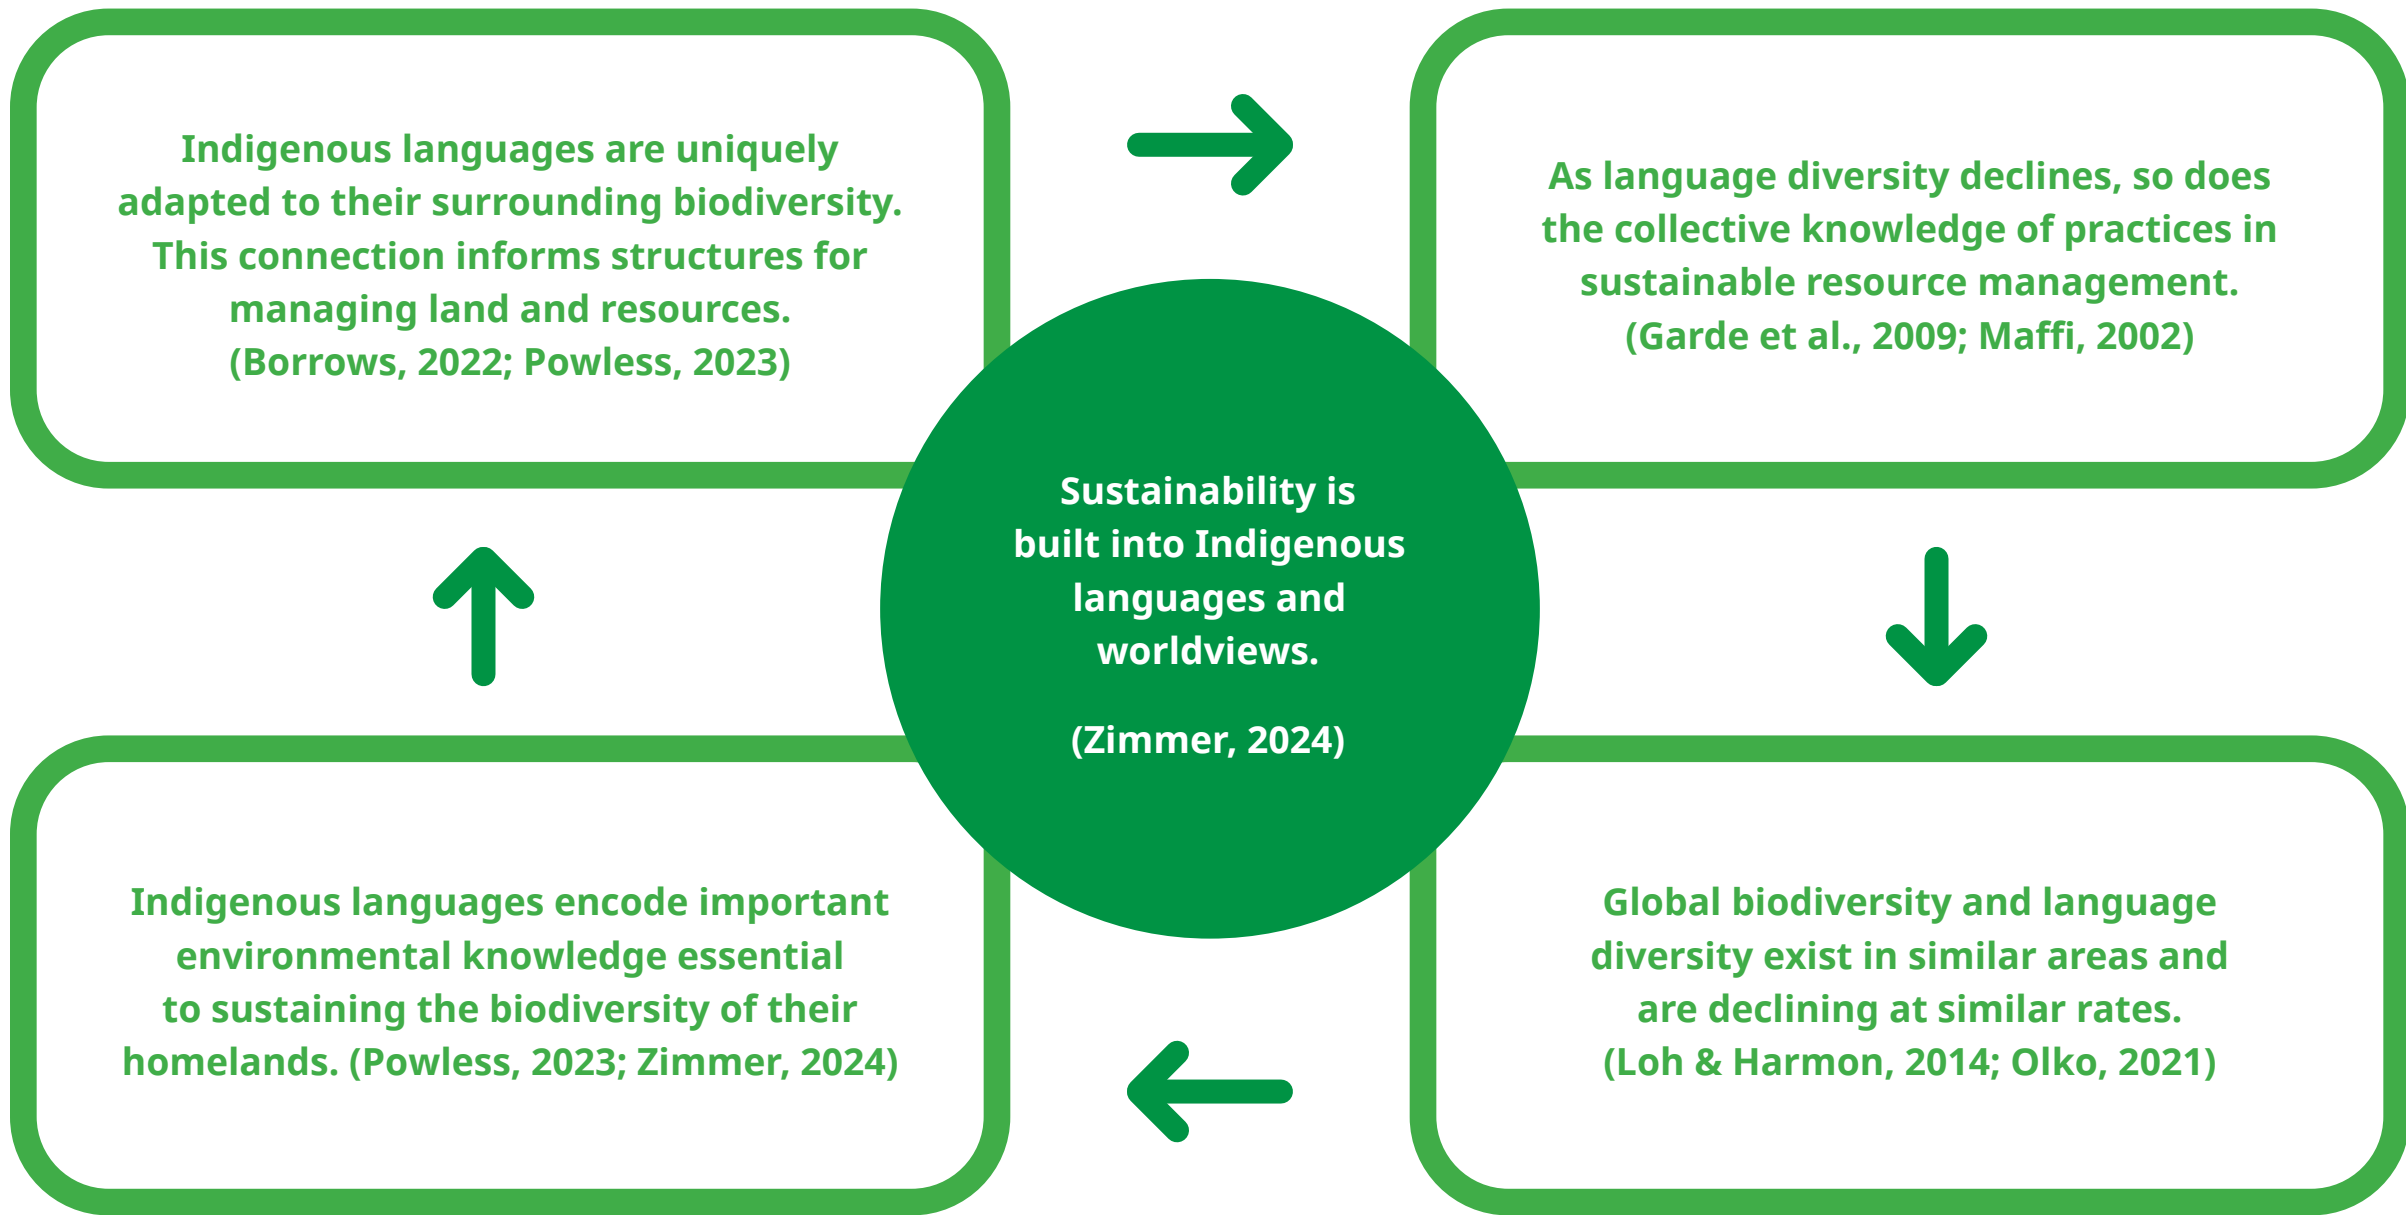 Indigenous languages are uniquely
adapted to their surrounding biodiversity.
This connection informs structures for
managing land and resources.
(Borrows, 2022; Powless, 2023)
As language diversity declines, so does
the collective knowledge of practices in
sustainable resource management.
(Garde et al., 2009; Maffi, 2002)
Sustainability is
built into Indigenous
languages and
worldviews.
(Zimmer, 2024)
Indigenous languages encode important
environmental knowledge essential
to sustaining the biodiversity of their
homelands. (Powless, 2023; Zimmer, 2024)
Global biodiversity and language
diversity exist in similar areas and
are declining at similar rates.
(Loh & Harmon, 2014; Olko, 2021)